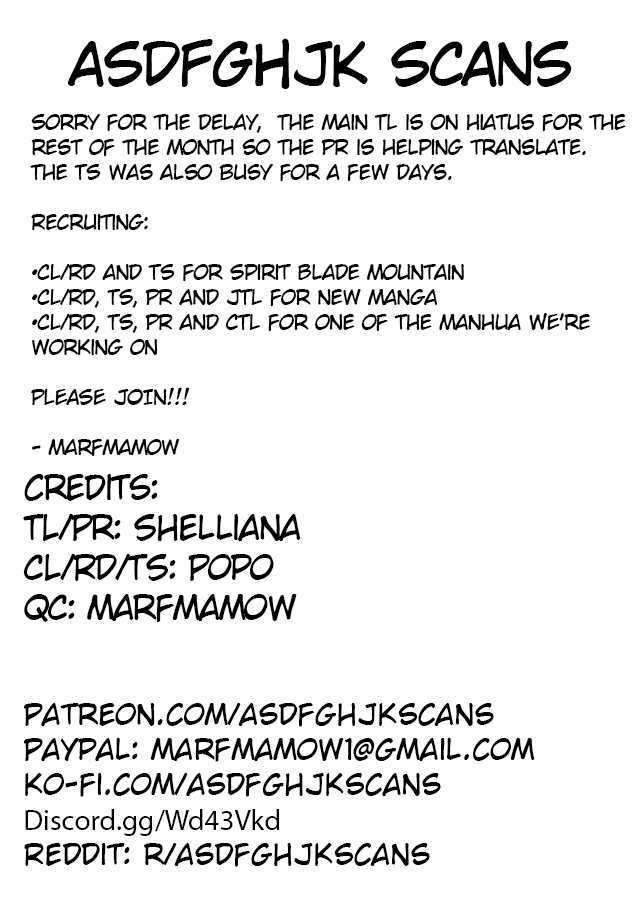 ASDFGHJK SCANS
SORRY FOR THE DELAY, THE MAIN TL IS ON HIATUS FOR THE
REST OF THE MONTH SO THE PR IS HELPING TRANSLATE.
THE TS WAS ALSO BUSY FOR A FEW DAYS.
RECRUITING:
•CL/RD AND TS FOR SPIRIT BLADE MOUNTAIN
•CL/RD, TS, PR AND JTL FOR NEW MANGA
•CL/RD, TS, PR AND CTL FOR ONE OF THE MANHUA WE'RE
WORKING ON
PLEASE JOIN!!!
- MARFMAMOW
CREDITS:
TL/PR: SHELLIANA
CL/RD/TS: POPO
QC: MARFMAMOW
PATREON.COM/ASDFGHJKSCANS
PAYPAL: MARFMAMOW1@GMAIL.COM
KO-FI.COM/ASDFGHJKSCANS
Discord.gg/Wd43Vkd
REDDIT: R/ASDFGHJKSCANS